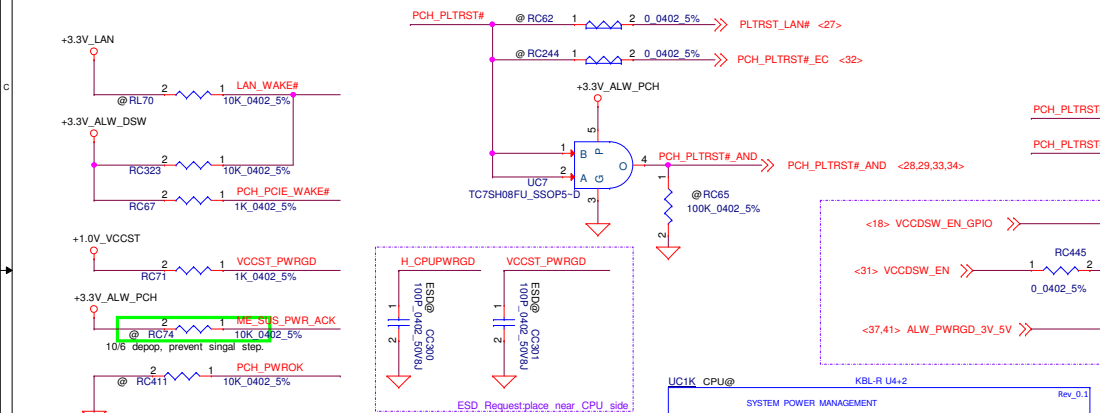 PCH_PLTRST#
@ RC62 1 2 0_0402_5% PLTRST_LAN# <27>
@ RC244 1 2 0_0402_5% PCH_PLTRST#_EC <32>
+3.3V_LAN
LAN_WAKE#
2 1
@ RL70 10K_0402_5%
+3.3V_ALW_DSW
2 1
RC323 10K_0402_5%
PCH_PCIE_WAKE#
2 1
RC67 1K_0402_5%
+3.3V_ALW_PCH
5
1 B P
2 A G O 4
3
UC7
TC7SH08FU_SSOP5~D
PCH_PLTRST#_AND PCH_PLTRST#_AND <28,29,33,34>
1
@ RC65
100K_0402_5%
2
PCH_PLTRST
PCH_PLTRST
C
+1.0V_VCCST
VCCST_PWRGD
2 1
RC71 1K_0402_5%
+3.3V_ALW_PCH
ME_SUS_PWR_ACK
2 1
@ RC74 10K_0402_5%
10/6 depop, prevent singal step.
PCH_PWROK
2 1
@ RC411 10K_0402_5%
H_CPUPWRGD
1
2
ESD@ CC300
100P_0402_50V8J
VCCST_PWRGD
1
2
ESD@ CC301
100P_0402_50V8J
ESD Request:place near CPU side
<18> VCCDSW_EN_GPIO
RC445
<31> VCCDSW_EN 1 2
0_0402_5%
<37,41> ALW_PWRGD_3V_5V
UC1K CPU@ KBL-R U4+2
Rev_0.1
SYSTEM POWER MANAGEMENT